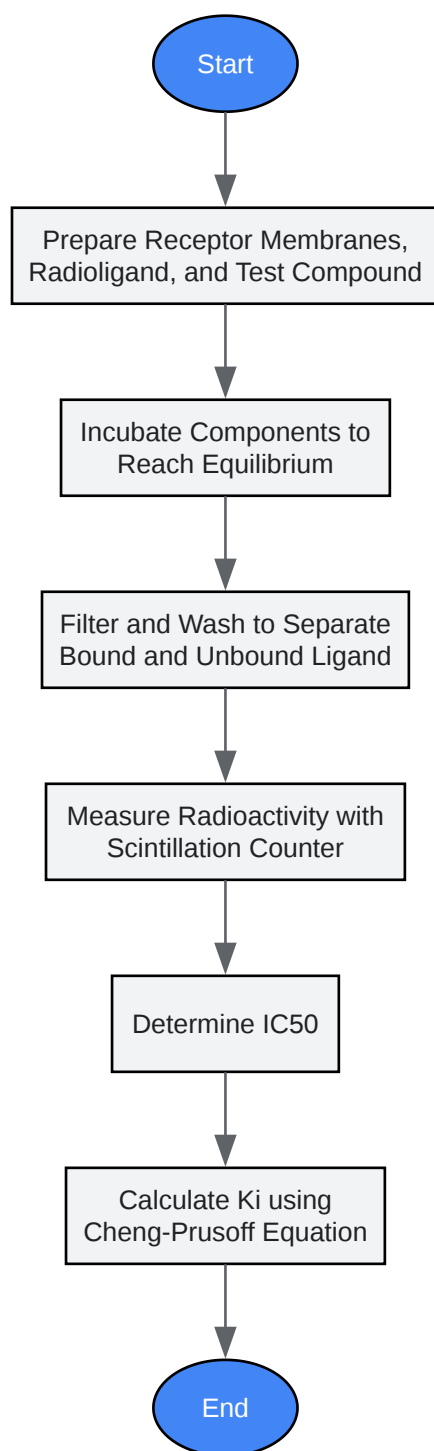 Start
Prepare Receptor Membranes,
Radioligand, and Test Compound
Incubate Components to
Reach Equilibrium
Filter and Wash to Separate
Bound and Unbound Ligand
Measure Radioactivity with
Scintillation Counter
Determine IC50
Calculate Ki using
Cheng-Prusoff Equation
End